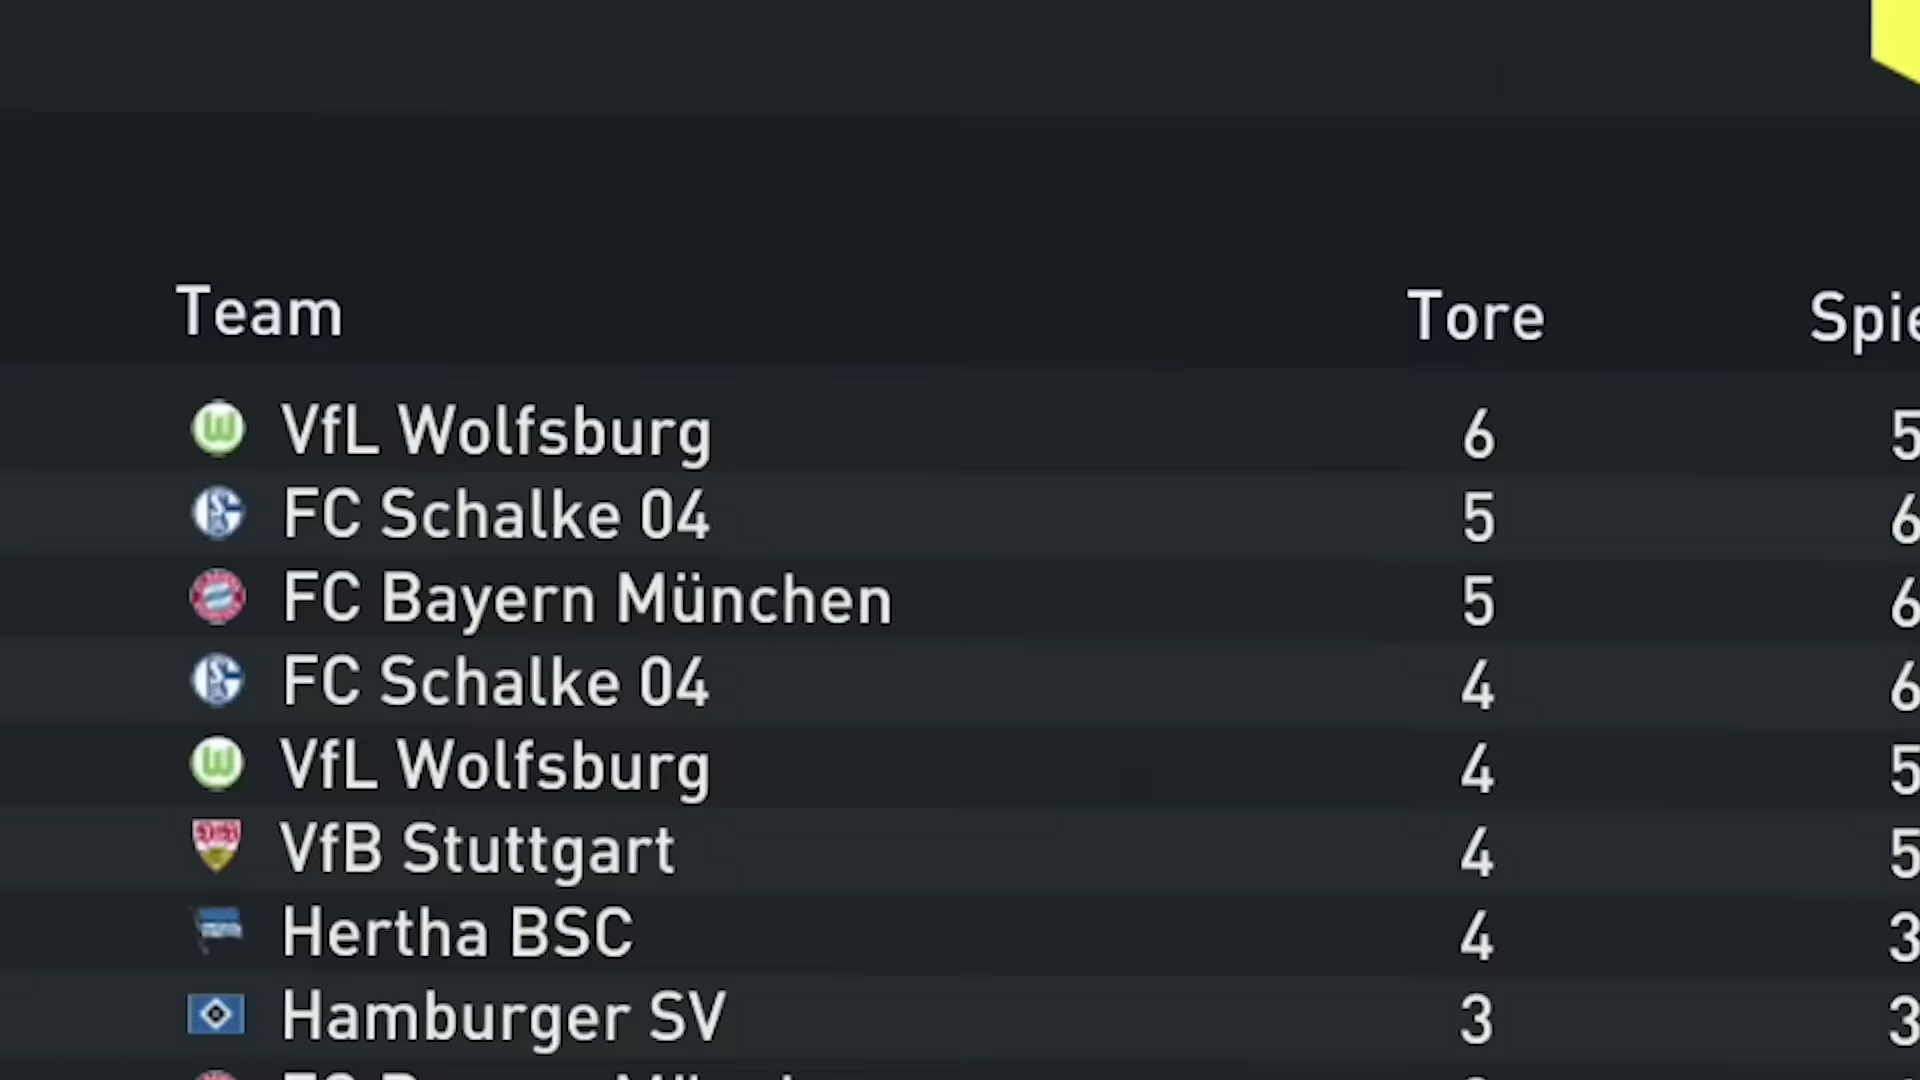 Team Tore
VfL Wolfsburg 6 5
FC Schalke 04 5 6
FC Bayern München 5 6
FC Schalke 04 4 6
VfL Wolfsburg 4 5
VfB Stuttgart 4 5
Hertha BSC 4 3
Hamburger SV 3 3